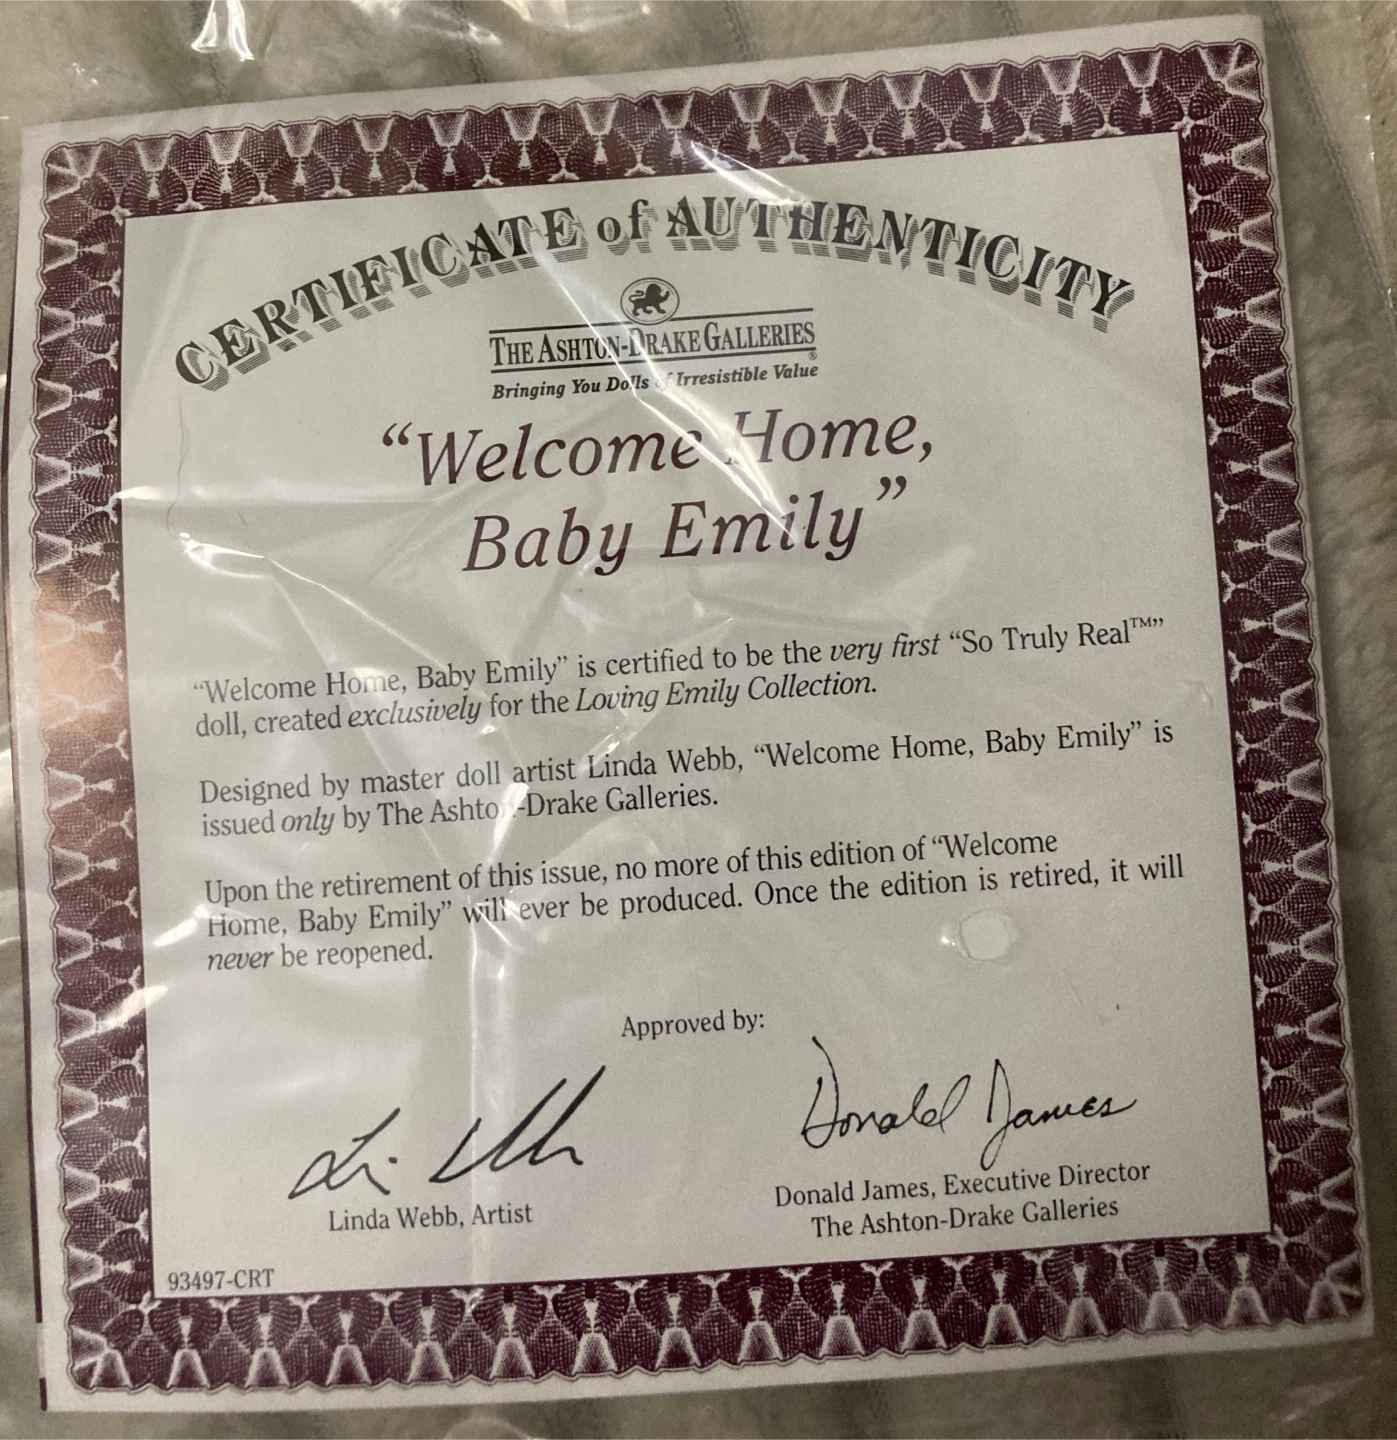 CERTIFICATE of AUTHENTICITY
THE ASHTON-DRAKE GALLERIES®
Bringing You Dolls of Irresistible Value
“Welcome Home,
Baby Emily”
“Welcome Home, Baby Emily” is certified to be the very first “So Truly Real™”
doll, created exclusively for the Loving Emily Collection.
Designed by master doll artist Linda Webb, “Welcome Home, Baby Emily” is
issued only by The Ashton-Drake Galleries.
Upon the retirement of this issue, no more of this edition of “Welcome
Home, Baby Emily” will ever be produced. Once the edition is retired, it will
never be reopened.
Approved by:
Donald James
Linda Webb, Artist
Donald James, Executive Director
The Ashton-Drake Galleries
93497-CRT